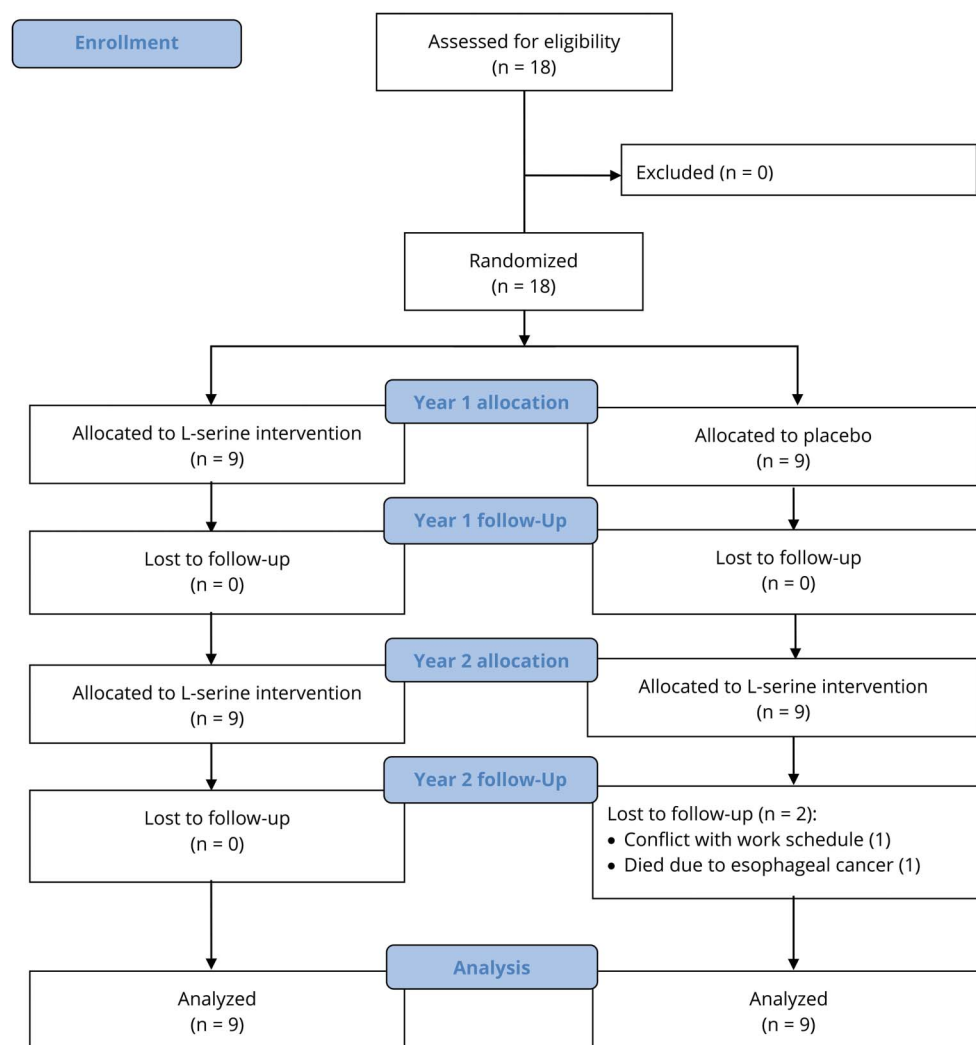 Enrollment
Assessed for eligibility
(n = 18)
Excluded (n = 0)
Randomized
(n = 18)
Year 1 allocation
Allocated to L-serine intervention
(n = 9)
Allocated to placebo
(n = 9)
Year 1 follow-Up
Lost to follow-up
(n = 0)
Lost to follow-up
(n = 0)
Year 2 allocation
Allocated to L-serine intervention
(n = 9)
Allocated to L-serine intervention
(n = 9)
Year 2 follow-Up
Lost to follow-up
(n = 0)
Lost to follow-up (n = 2):
• Conflict with work schedule (1)
• Died due to esophageal cancer (1)
Analysis
Analyzed
(n = 9)
Analyzed
(n = 9)